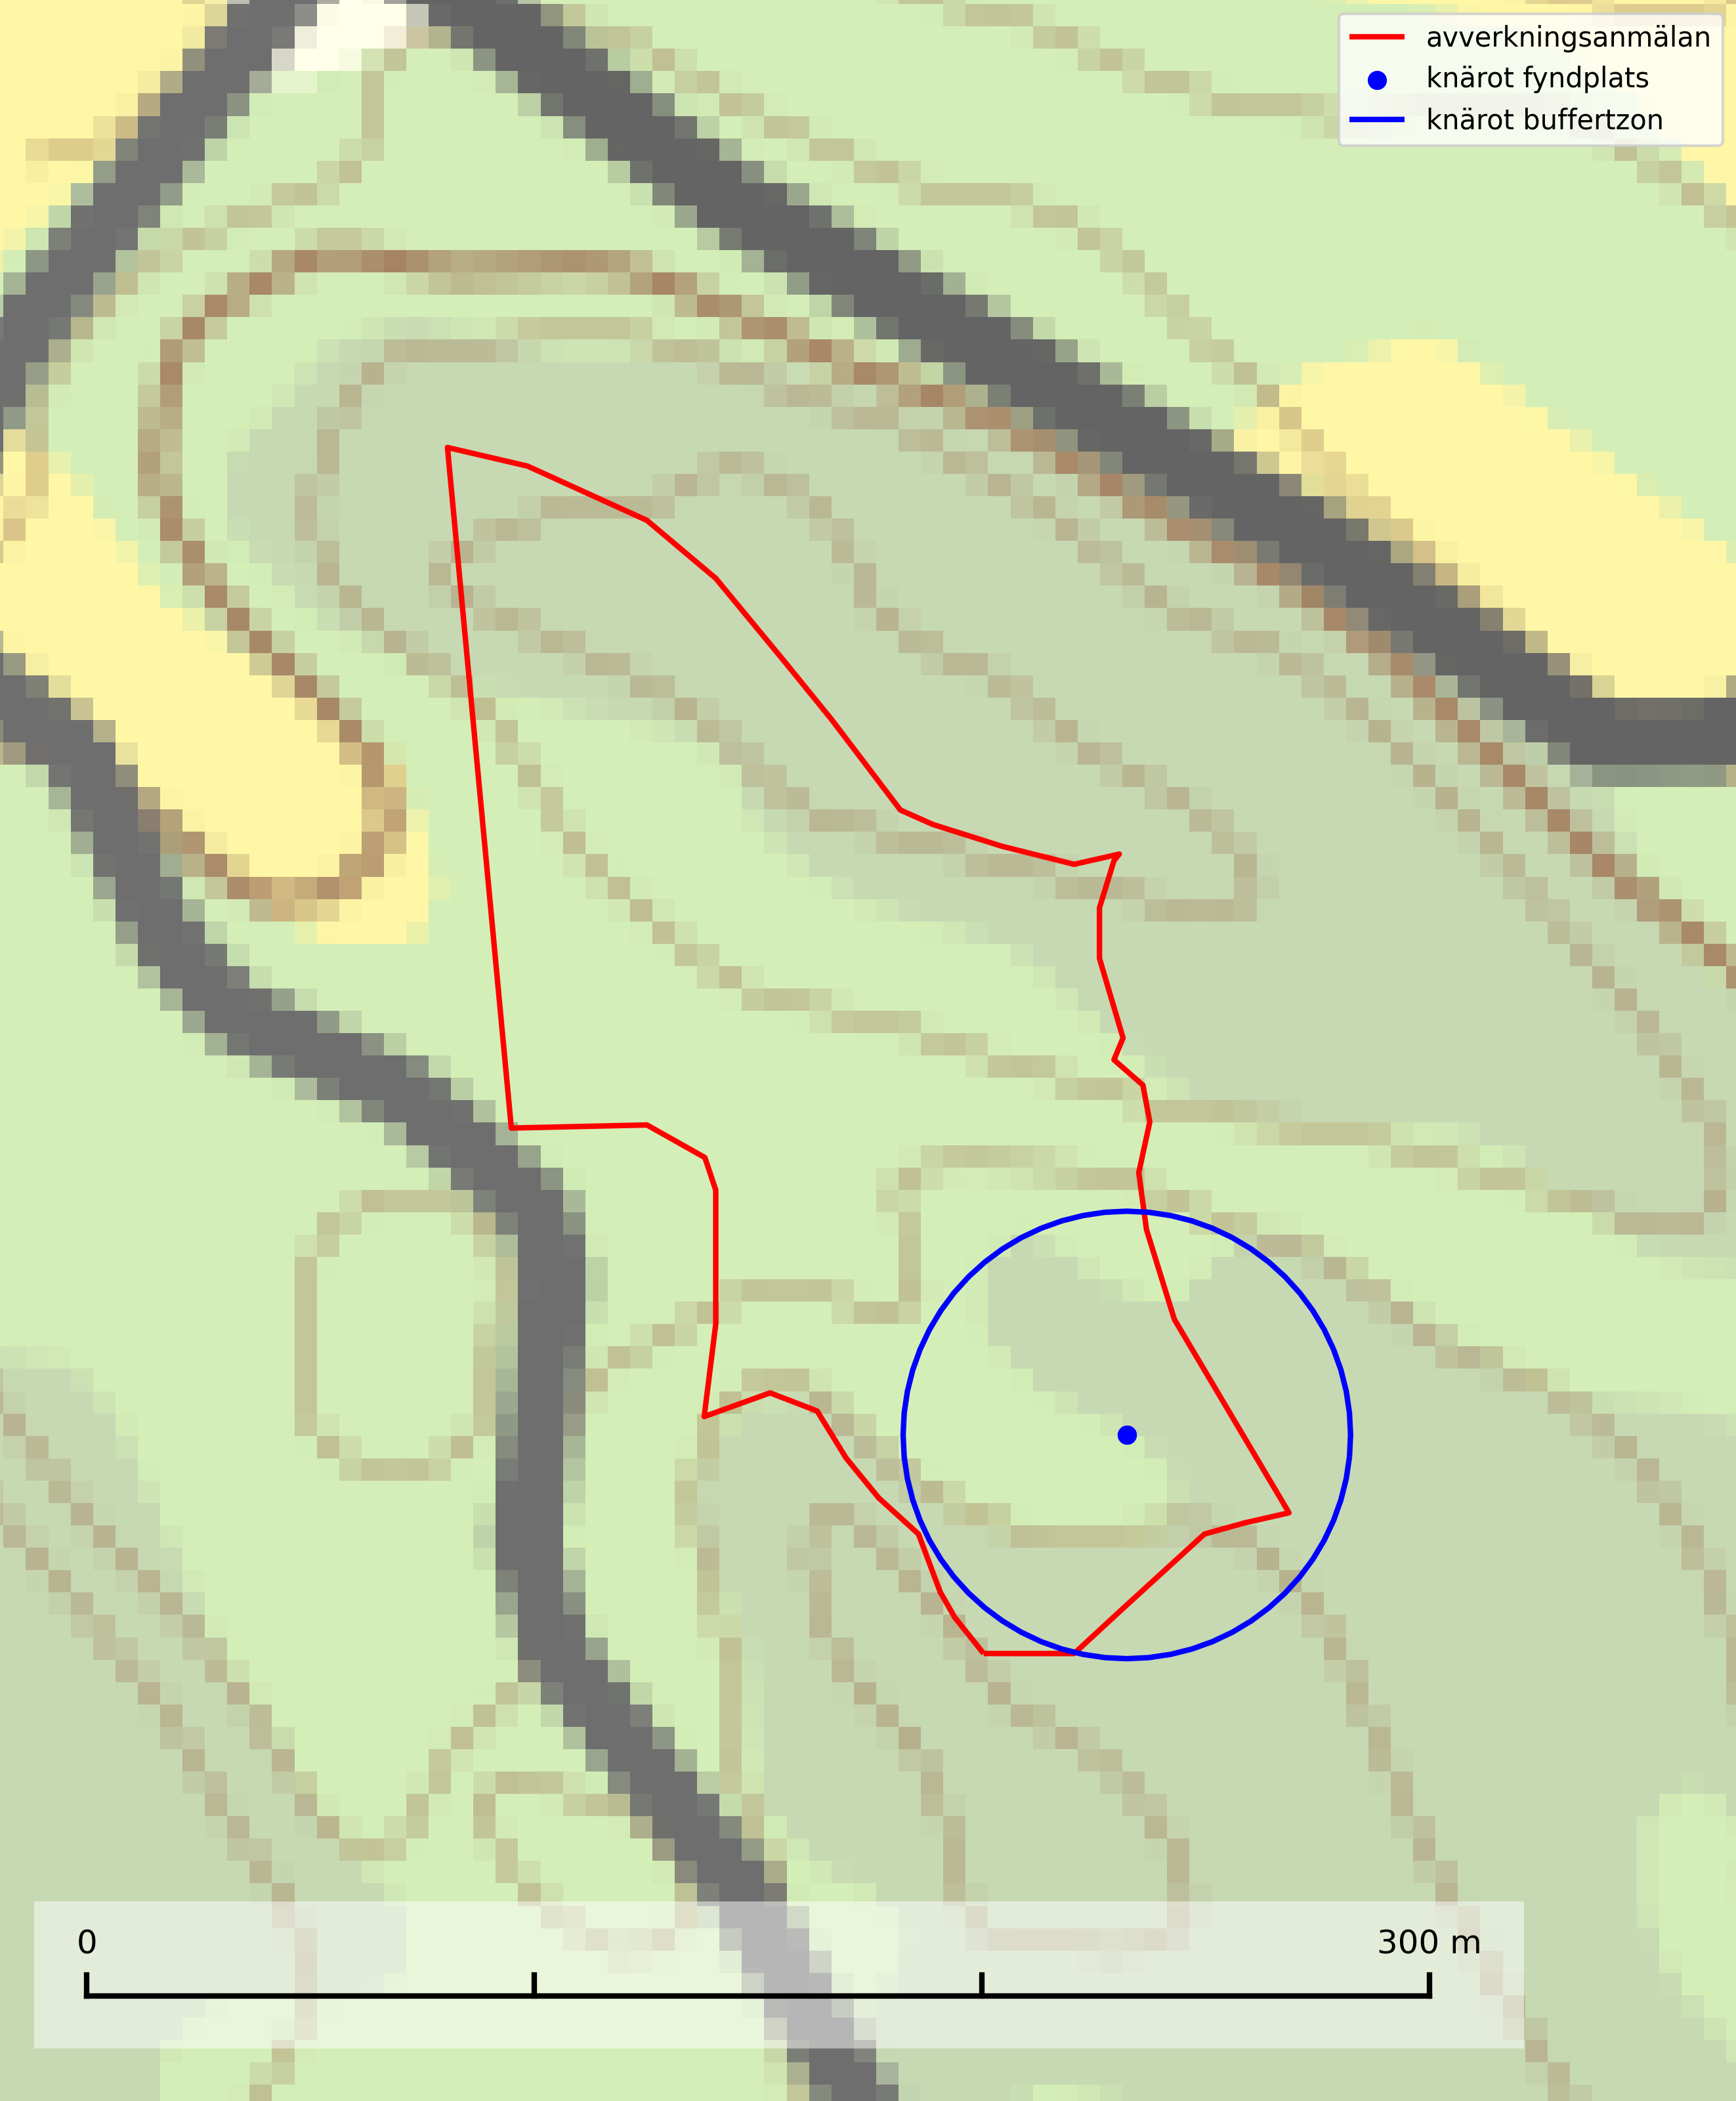 avverkningsanmälan
knärot fyndplats
knärot buffertzon
0 300 m